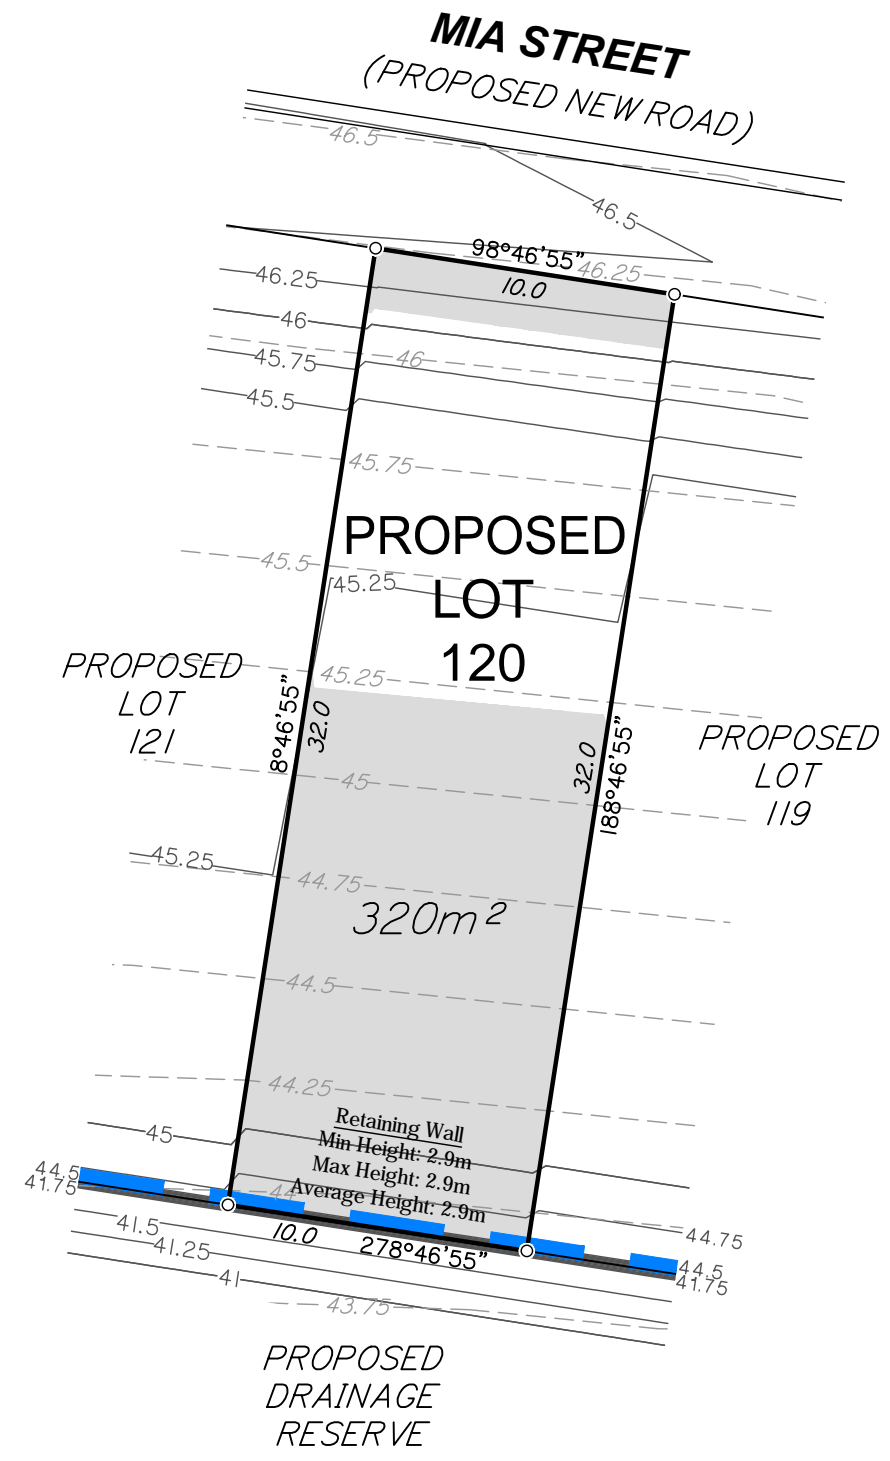 MIA STREET
(PROPOSED NEW ROAD)
46.5
46.5
98°46'55"
46.25
46.25
10.0
46
45.75
46
45.5
45.75
PROPOSED
LOT
120
45.5
45.25
45.25
PROPOSED
LOT
121
8°46'55"
32.0
32.0
188°46'55"
PROPOSED
LOT
119
45
45.25
44.75
320m²
44.5
44.25
Retaining Wall
Min Height: 2.9m
Max Height: 2.9m
Average Height: 2.9m
45
44.5
41.75
44
41.5
41.25
41
10.0
278°46'55"
44.75
44.5
41.75
43.75
PROPOSED
DRAINAGE
RESERVE